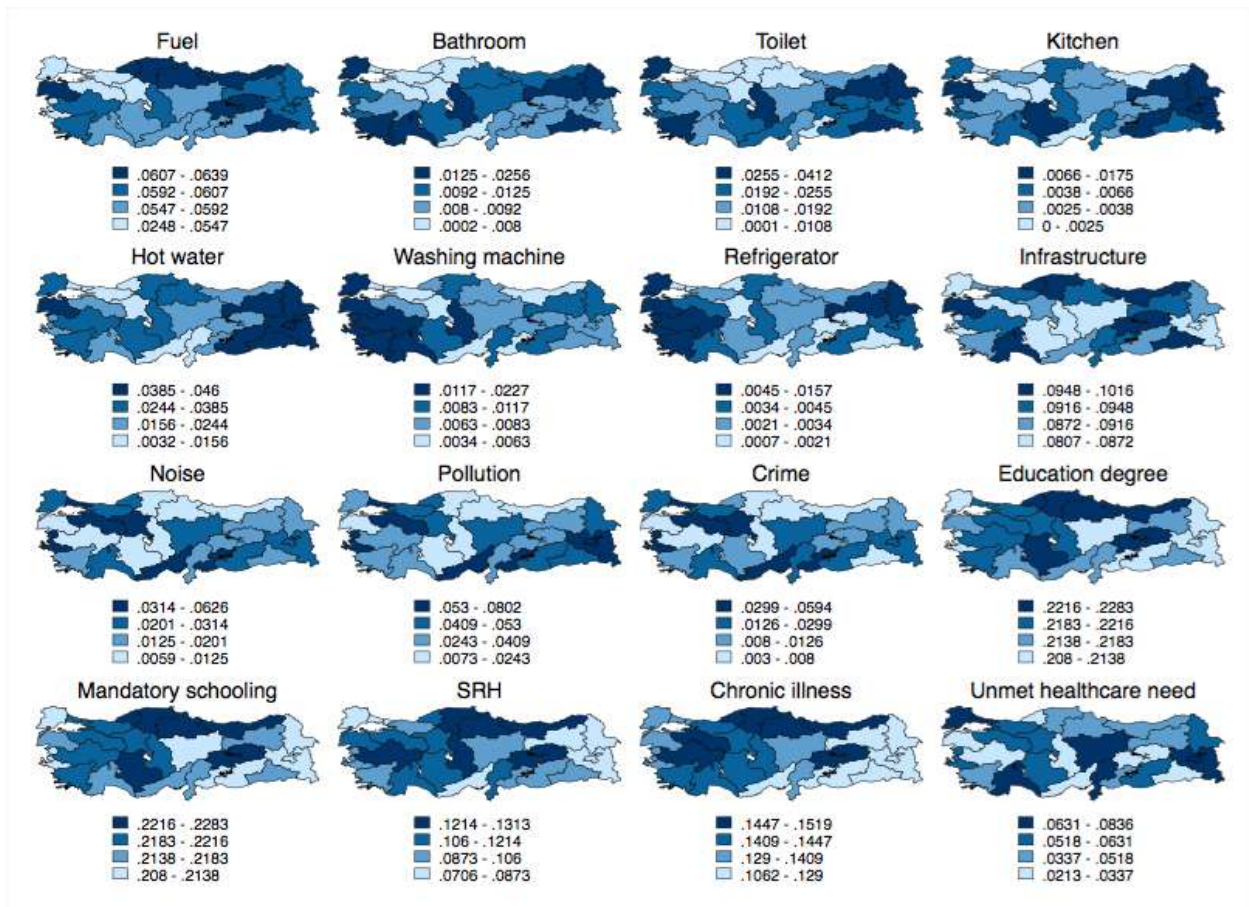 Fuel Bathroom Toilet Kitchen
.0607 - .0639 .0125 - .0256 .0255 - .0412 .0066 - .0175
.0592 - .0607 .0092 - .0125 .0192 - .0255 .0038 - .0066
.0547 - .0592 .008 - .0092 .0108 - .0192 .0025 - .0038
.0248 - .0547 .0002 - .008 .0001 - .0108 0 - .0025
Hot water Washing machine Refrigerator Infrastructure
.0385 - .046 .0117 - .0227 .0045 - .0157 .0948 - .1016
.0244 - .0385 .0083 - .0117 .0034 - .0045 .0916 - .0948
.0156 - .0244 .0063 - .0083 .0021 - .0034 .0872 - .0916
.0032 - .0156 .0034 - .0063 .0007 - .0021 .0807 - .0872
Noise Pollution Crime Education degree
.0314 - .0626 .053 - .0802 .0299 - .0594 .2216 - .2283
.0201 - .0314 .0409 - .053 .0126 - .0299 .2183 - .2216
.0125 - .0201 .0243 - .0409 .008 - .0126 .2138 - .2183
.0059 - .0125 .0073 - .0243 .003 - .008 .208 - .2138
Mandatory schooling SRH Chronic illness Unmet healthcare need
.2216 - .2283 .1214 - .1313 .1447 - .1519 .0631 - .0836
.2183 - .2216 .106 - .1214 .1409 - .1447 .0518 - .0631
.2138 - .2183 .0873 - .106 .129 - .1409 .0337 - .0518
.208 - .2138 .0706 - .0873 .1062 - .129 .0213 - .0337